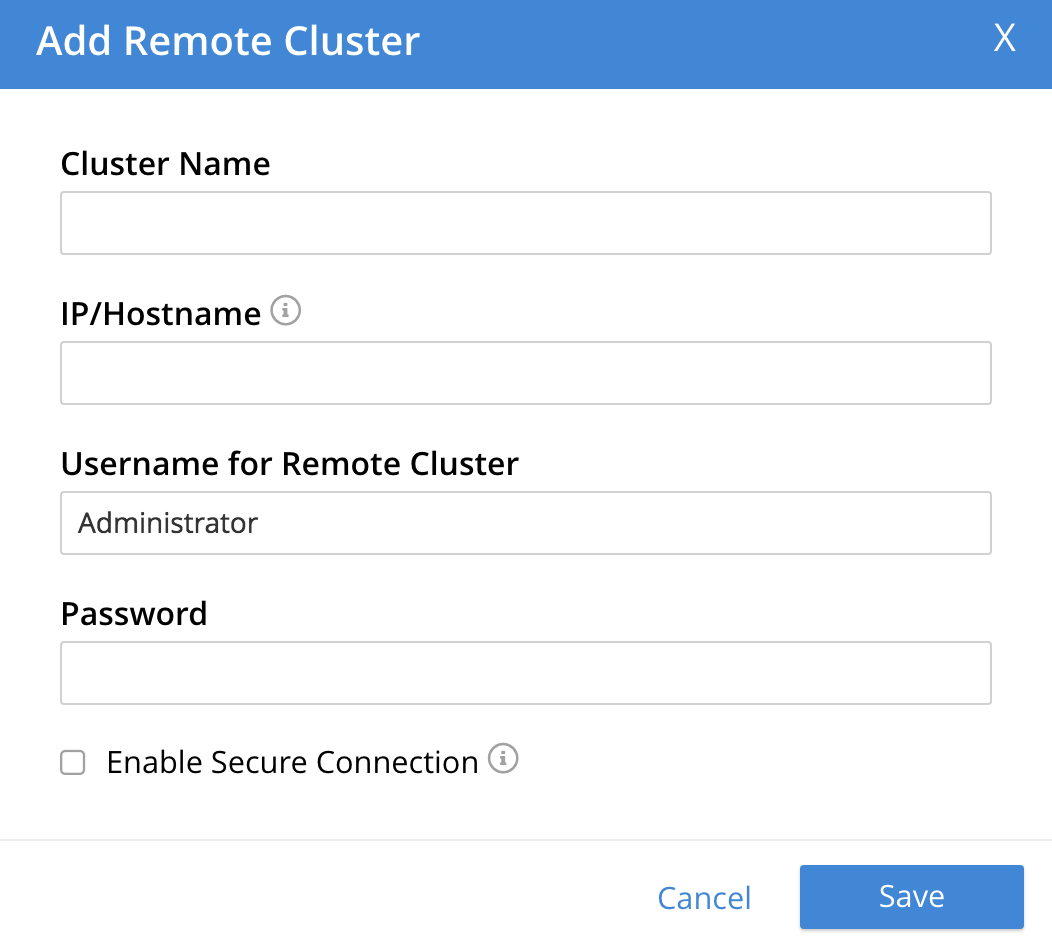 Add Remote Cluster X
Cluster Name
IP/Hostname
Username for Remote Cluster
Administrator
Password
Enable Secure Connection
Cancel Save